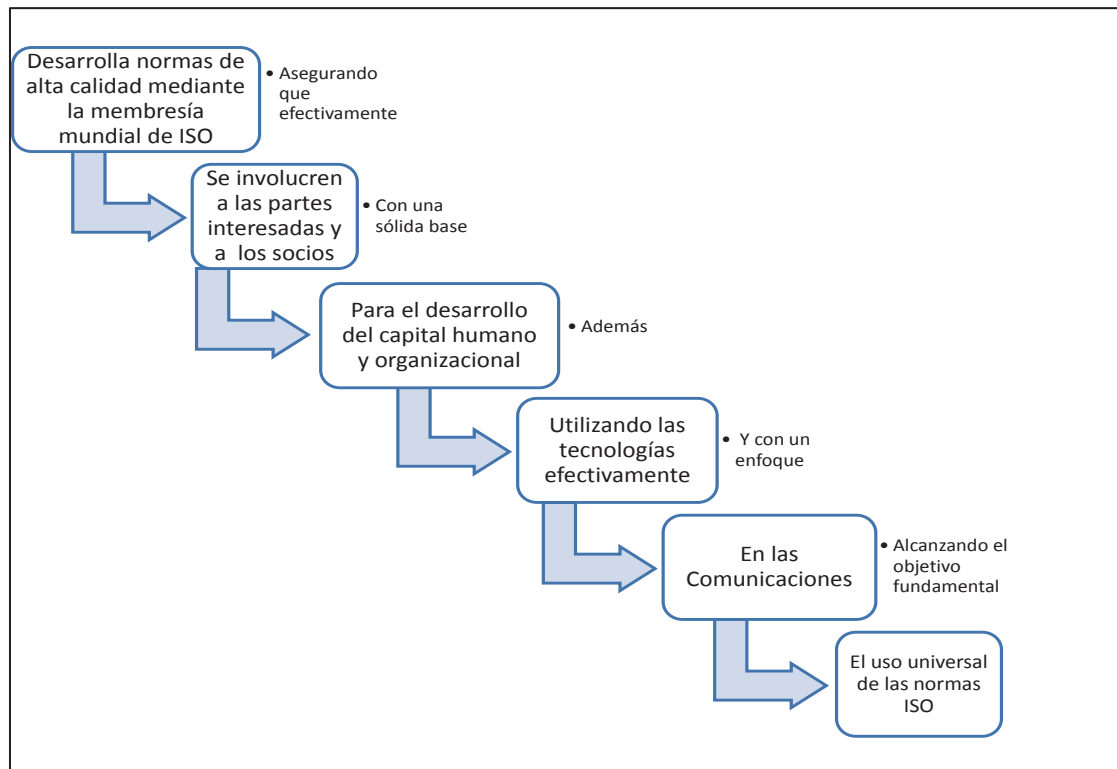 Desarrolla normas de
alta calidad mediante
la membresía
mundial de ISO
• Asegurando
que
efectivamente
Se involucren
a las partes
interesadas y
a los socios
• Con una
sólida base
Para el desarrollo
del capital humano
y organizacional
• Además
Utilizando las
tecnologías
efectivamente
• Y con un
enfoque
En las
Comunicaciones
• Alcanzando el
objetivo
fundamental
El uso universal
de las normas
ISO